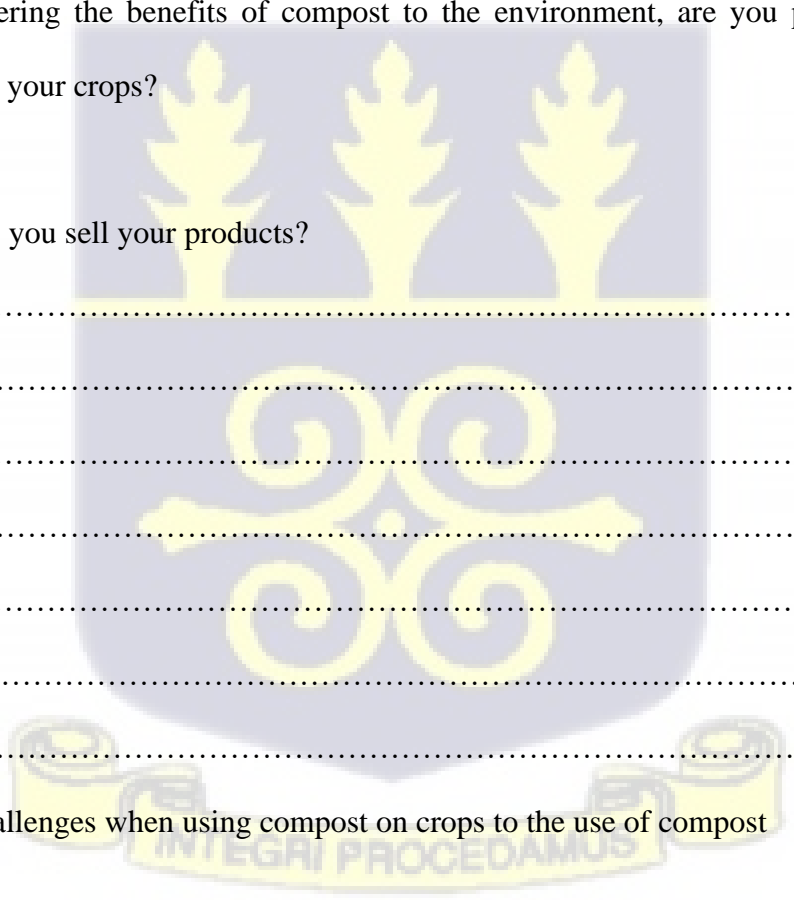 ering the benefits of compost to the environment, are you
your crops?
you sell your products?
……………………………………………………………………
……………………………………………………………………
……………………………………………………………………
……………………………………………………………………
……………………………………………………………………
……………………………………………………………………
……………………………………………………………………
allenges when using compost on crops to the use of compost
INTEGRI PROCEDAMUS